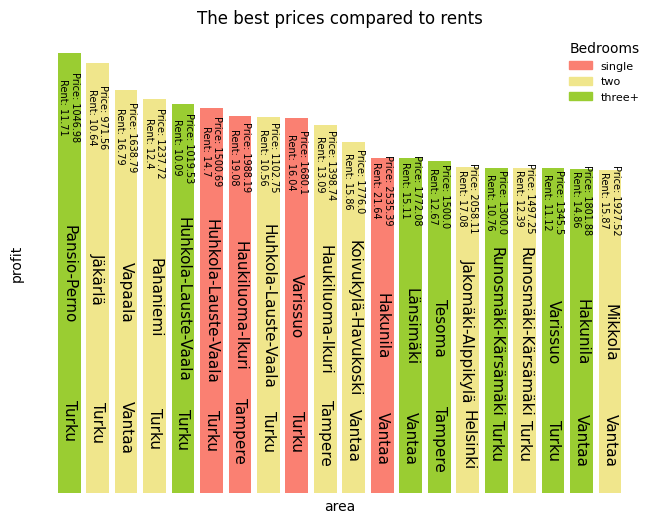 The best prices compared to rents
Bedrooms
single
two
three+
profit
Price: 1046.98
Rent: 11.71
Pansio-Perno
Turku
Price: 971.56
Rent: 10.64
Jäkärlä
Turku
Price: 1638.79
Rent: 16.79
Vapaala
Vantaa
Price: 1237.72
Rent: 12.4
Pahaniemi
Turku
Price: 1019.53
Rent: 10.09
Huhkola-Lauste-Vaala
Turku
Price: 1500.69
Rent: 14.7
Huhkola-Lauste-Vaala
Turku
Price: 1988.19
Rent: 19.08
Haukiluoma-Ikuri
Tampere
Price: 1102.75
Rent: 10.56
Huhkola-Lauste-Vaala
Turku
Price: 1680.1
Rent: 16.04
Varissuo
Turku
Price: 1398.74
Rent: 13.09
Haukiluoma-Ikuri
Tampere
Price: 1776.0
Rent: 15.86
Koivukylä-Havukoski
Vantaa
Price: 2535.39
Rent: 21.64
Hakunila
Vantaa
Price: 1772.08
Rent: 15.11
Länsimäki
Vantaa
Price: 1500.0
Rent: 12.67
Tesoma
Tampere
Price: 2058.11
Rent: 17.08
Jakomäki-Alppikylä
Helsinki
Price: 1300.0
Rent: 10.76
Runosmäki-Kärsämäki
Turku
Price: 1497.25
Rent: 12.39
Runosmäki-Kärsämäki
Turku
Price: 1345.5
Rent: 11.12
Varissuo
Turku
Price: 1801.88
Rent: 14.86
Hakunila
Vantaa
Price: 1927.52
Rent: 15.87
Mikkola
Vantaa
area